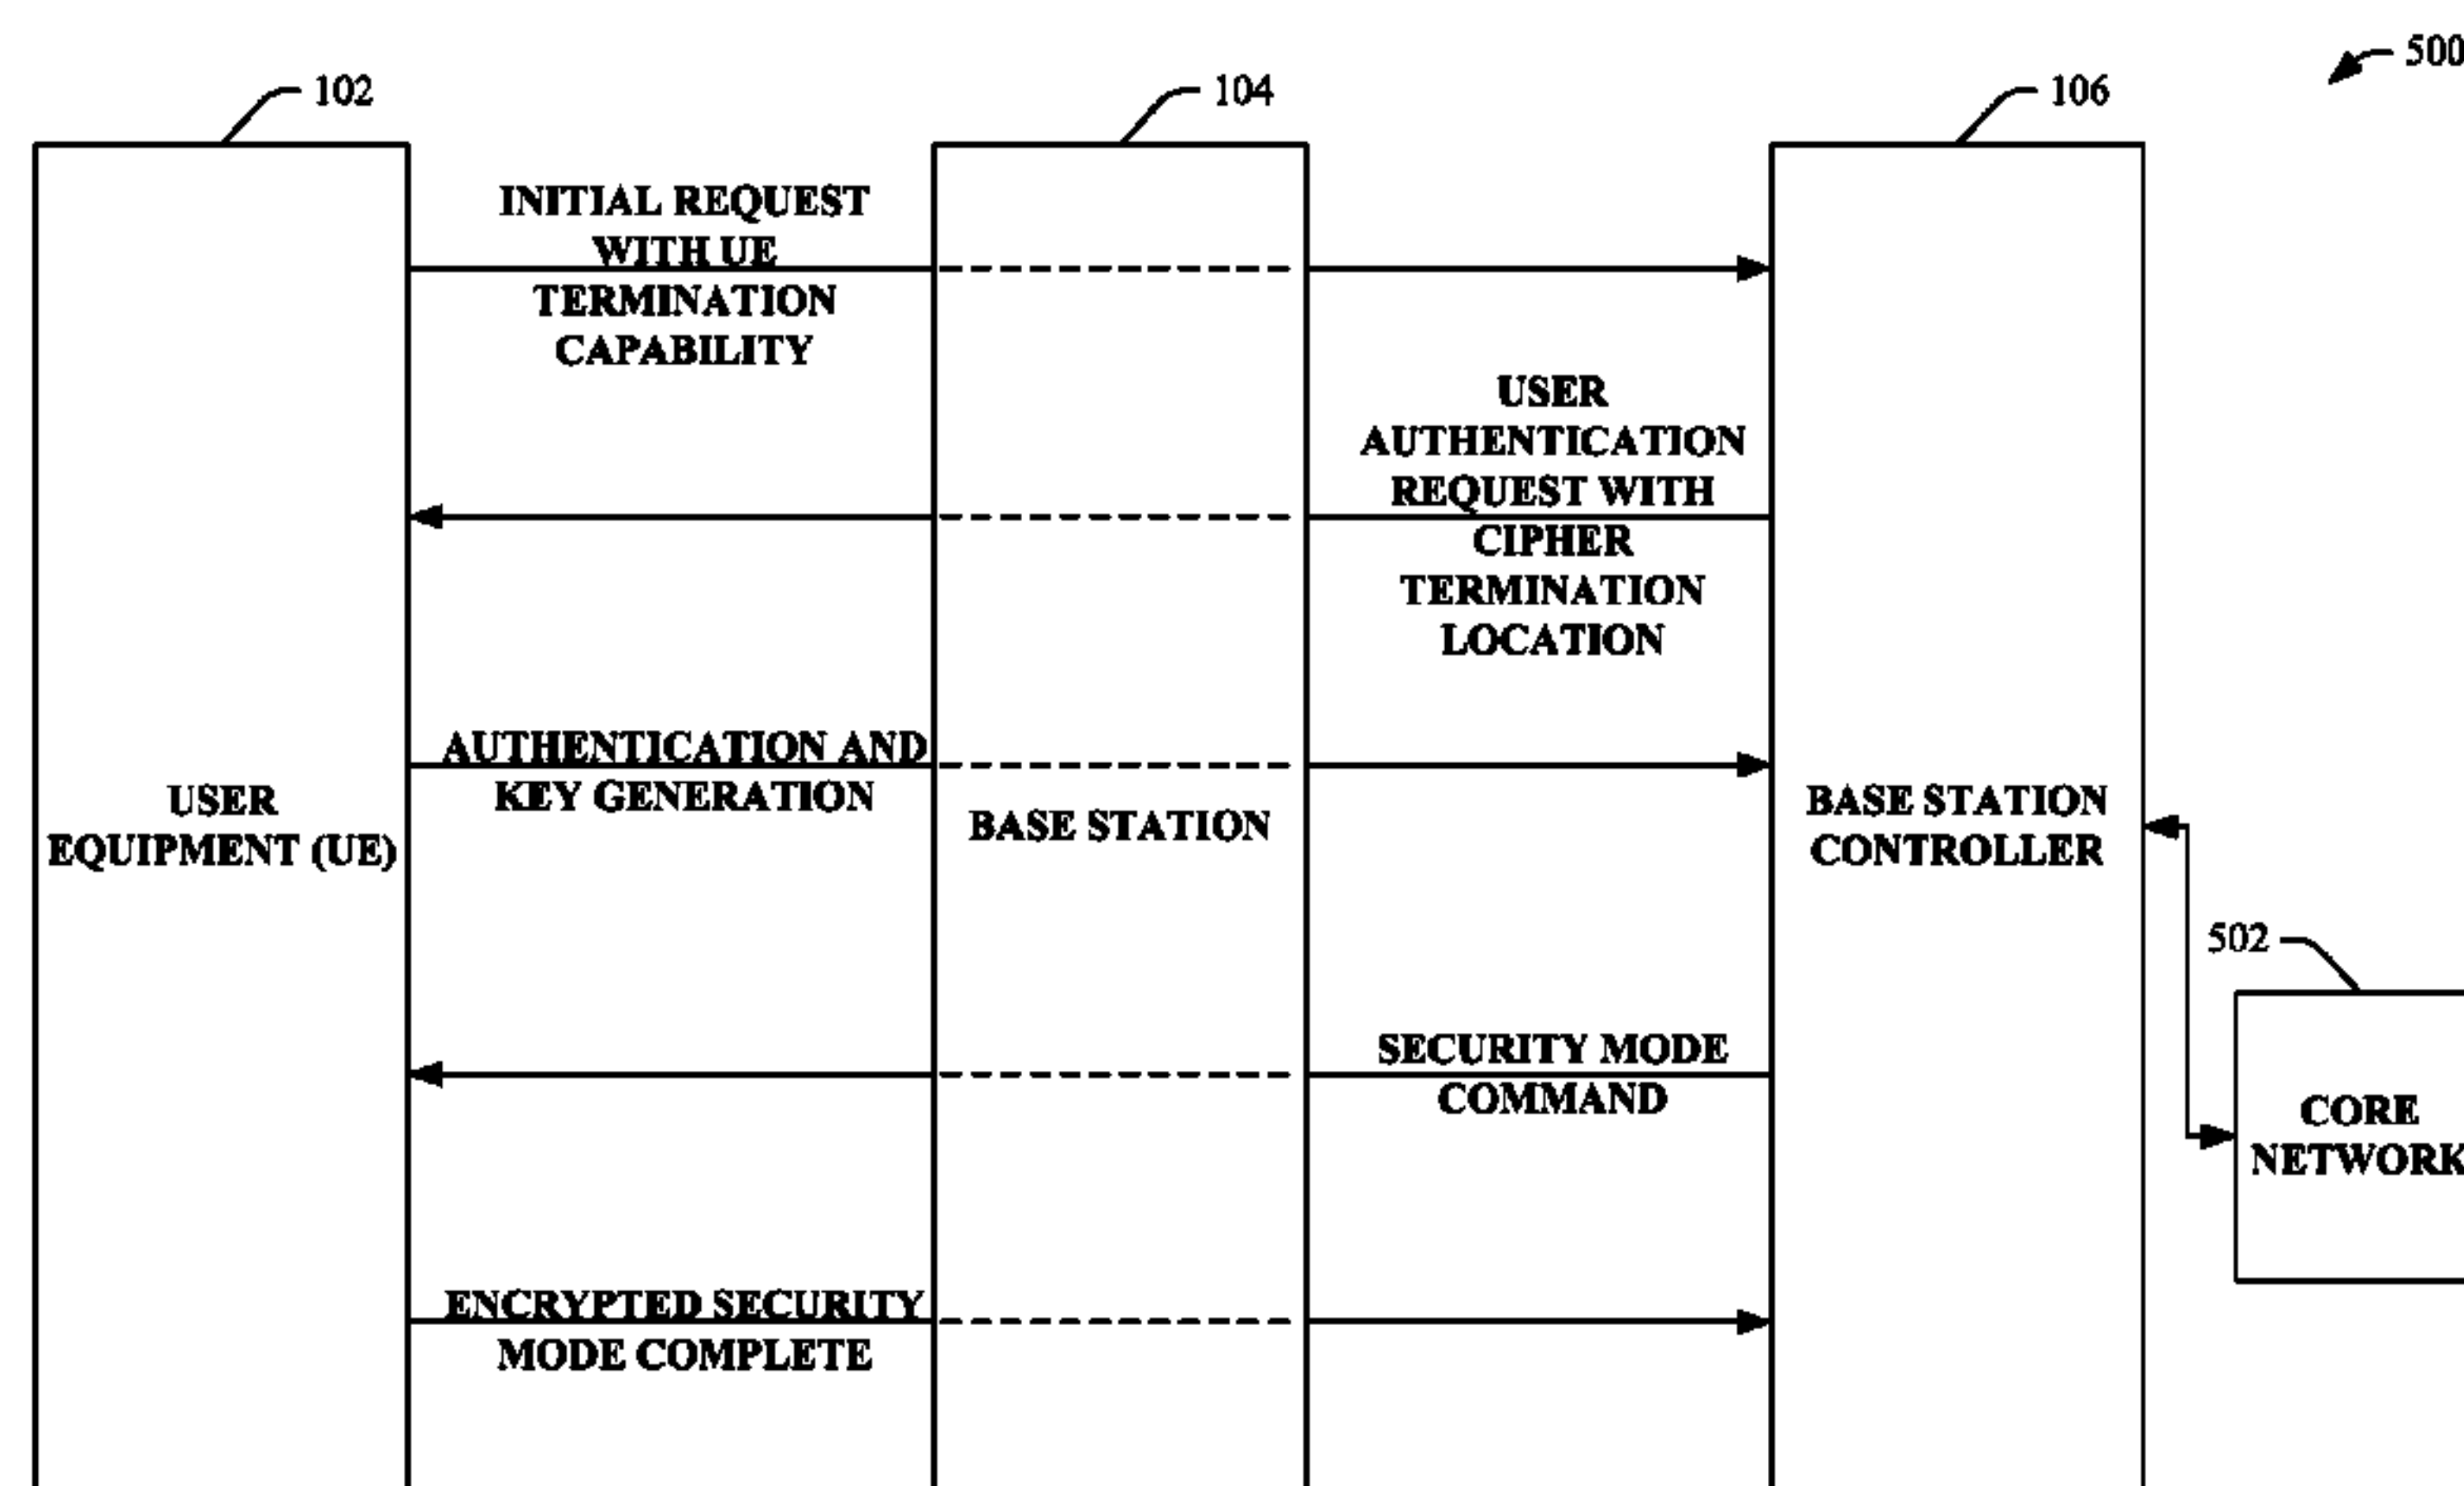 500
102
104
106
INITIAL REQUEST
WITH UE
TERMINATION
CAPABILITY
USER
AUTHENTICATION
REQUEST WITH
CIPHER
TERMINATION
LOCATION
AUTHENTICATION AND
KEY GENERATION
USER
EQUIPMENT (UE)
BASE STATION
BASE STATION
CONTROLLER
502
SECURITY MODE
COMMAND
CORE
NETWORK
ENCRYPTED SECURITY
MODE COMPLETE